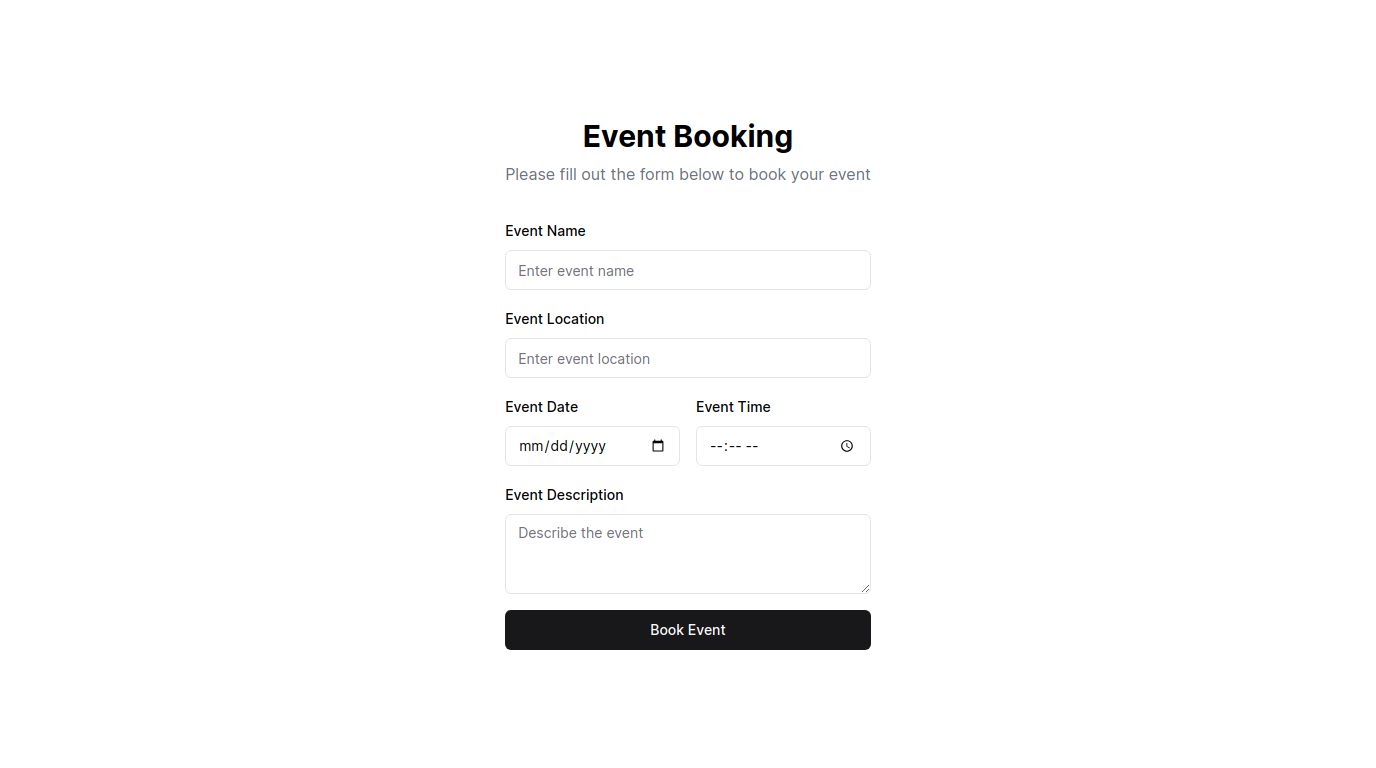 Event Booking
Please fill out the form below to book your event
Event Name
Enter event name
Event Location
Enter event location
Event Date
Event Time
mm/dd/yyyy
--:-- --
Event Description
Describe the event
Book Event